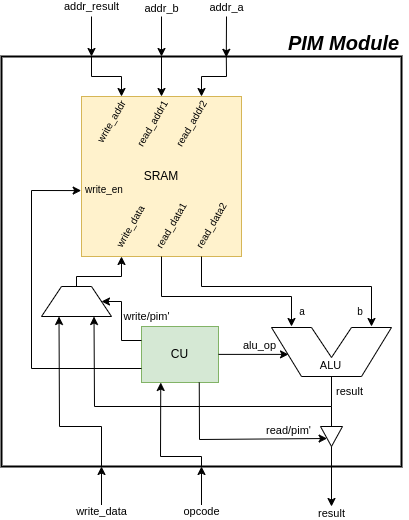 addr_result
addr_b
addr_a
PIM Module
write_addr
read_addr1
read_addr2
SRAM
write_en
write_data
read_data1
read_data2
a
b
write/pim'
CU
alu_op
ALU
result
read/pim'
write_data
opcode
result